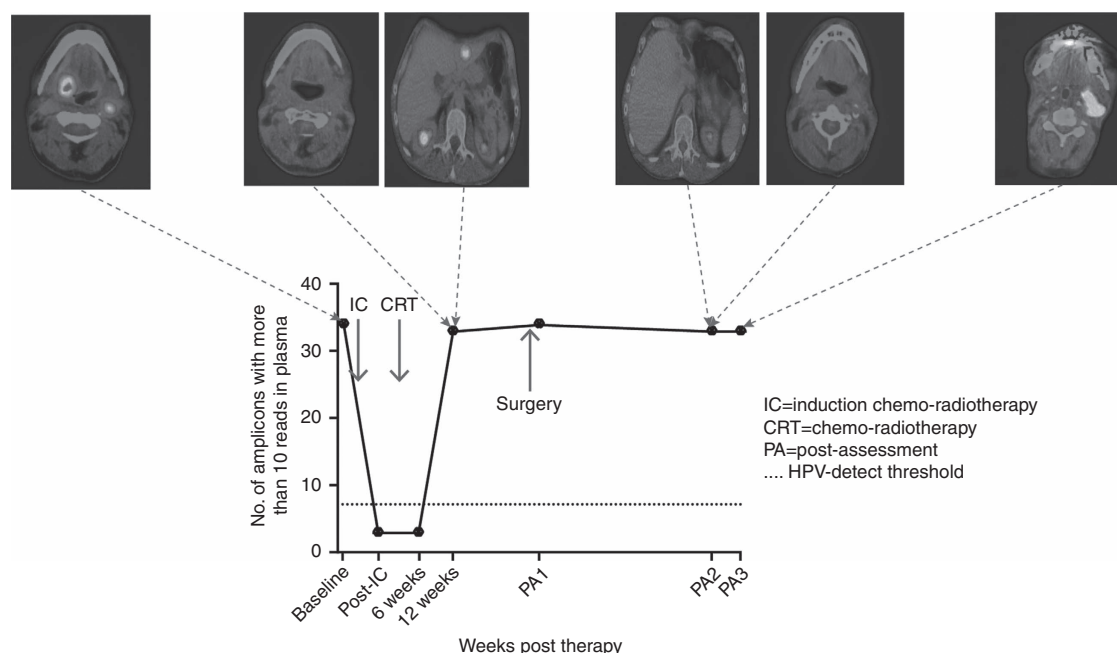 40
30
20
10
0
No. of amplicons with more
than 10 reads in plasma
IC
CRT
Surgery
Baseline
Post-IC
6 weeks
12 weeks
PA1
PA2
PA3
Weeks post therapy
IC=induction chemo-radiotherapy
CRT=chemo-radiotherapy
PA=post-assessment
.... HPV-detect threshold